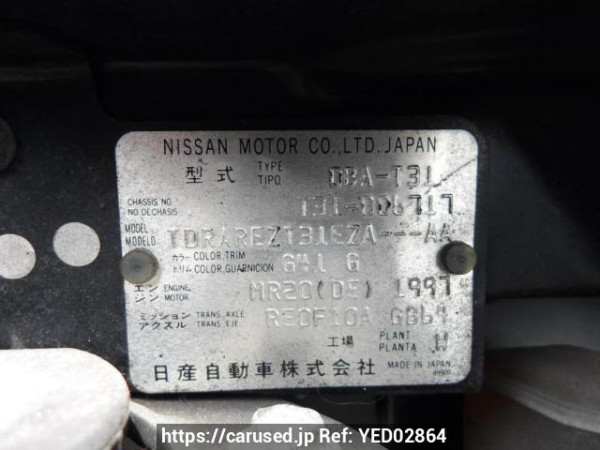 NISSAN MOTOR CO.,LTD.JAPAN
型式 TYPE TIPO DBA-T31
CHASSIS NO NO.DECHASIS T31-006717
MODEL MODELO TDRAREZT31EZA---AA
カラー トリム COLOR,TRIM COLOR,GUARNICION G41 G
エンジン ENGINE MOTOR MR20(DE) 1997
ミッション アクスル TRANS.,AXLE TRANS.,EJE RE0F10A GB64
工場 PLANT PLANTA W
日産自動車株式会社 MADE IN JAPAN
https://carused.jp Ref: YED02864